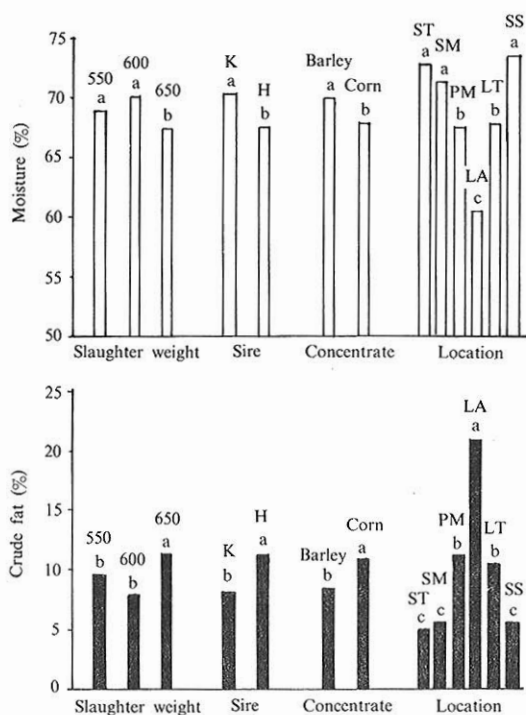 Moisture (%)
75
70
65
60
55
50
550
a
600
a
650
b
K
a
H
b
Barley
a
Corn
b
ST
a
SM
a
PM
b
LA
c
LT
b
SS
a
Slaughter weight Sire Concentrate Location
Crude fat (%)
25
20
15
10
5
0
550
b
600
b
650
a
K
b
H
a
Barley
b
Corn
a
ST
c
SM
c
PM
b
LA
a
LT
b
SS
c
Slaughter weight Sire Concentrate Location